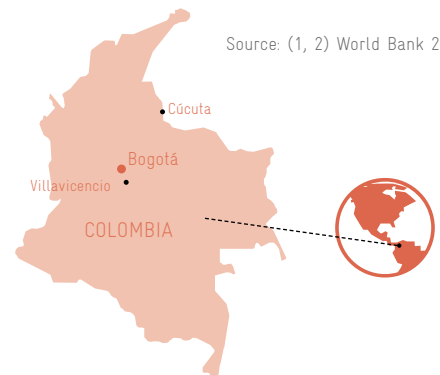 Source: (1, 2) World Bank 2
Cúcuta
Bogotá
Villavicencio
COLOMBIA